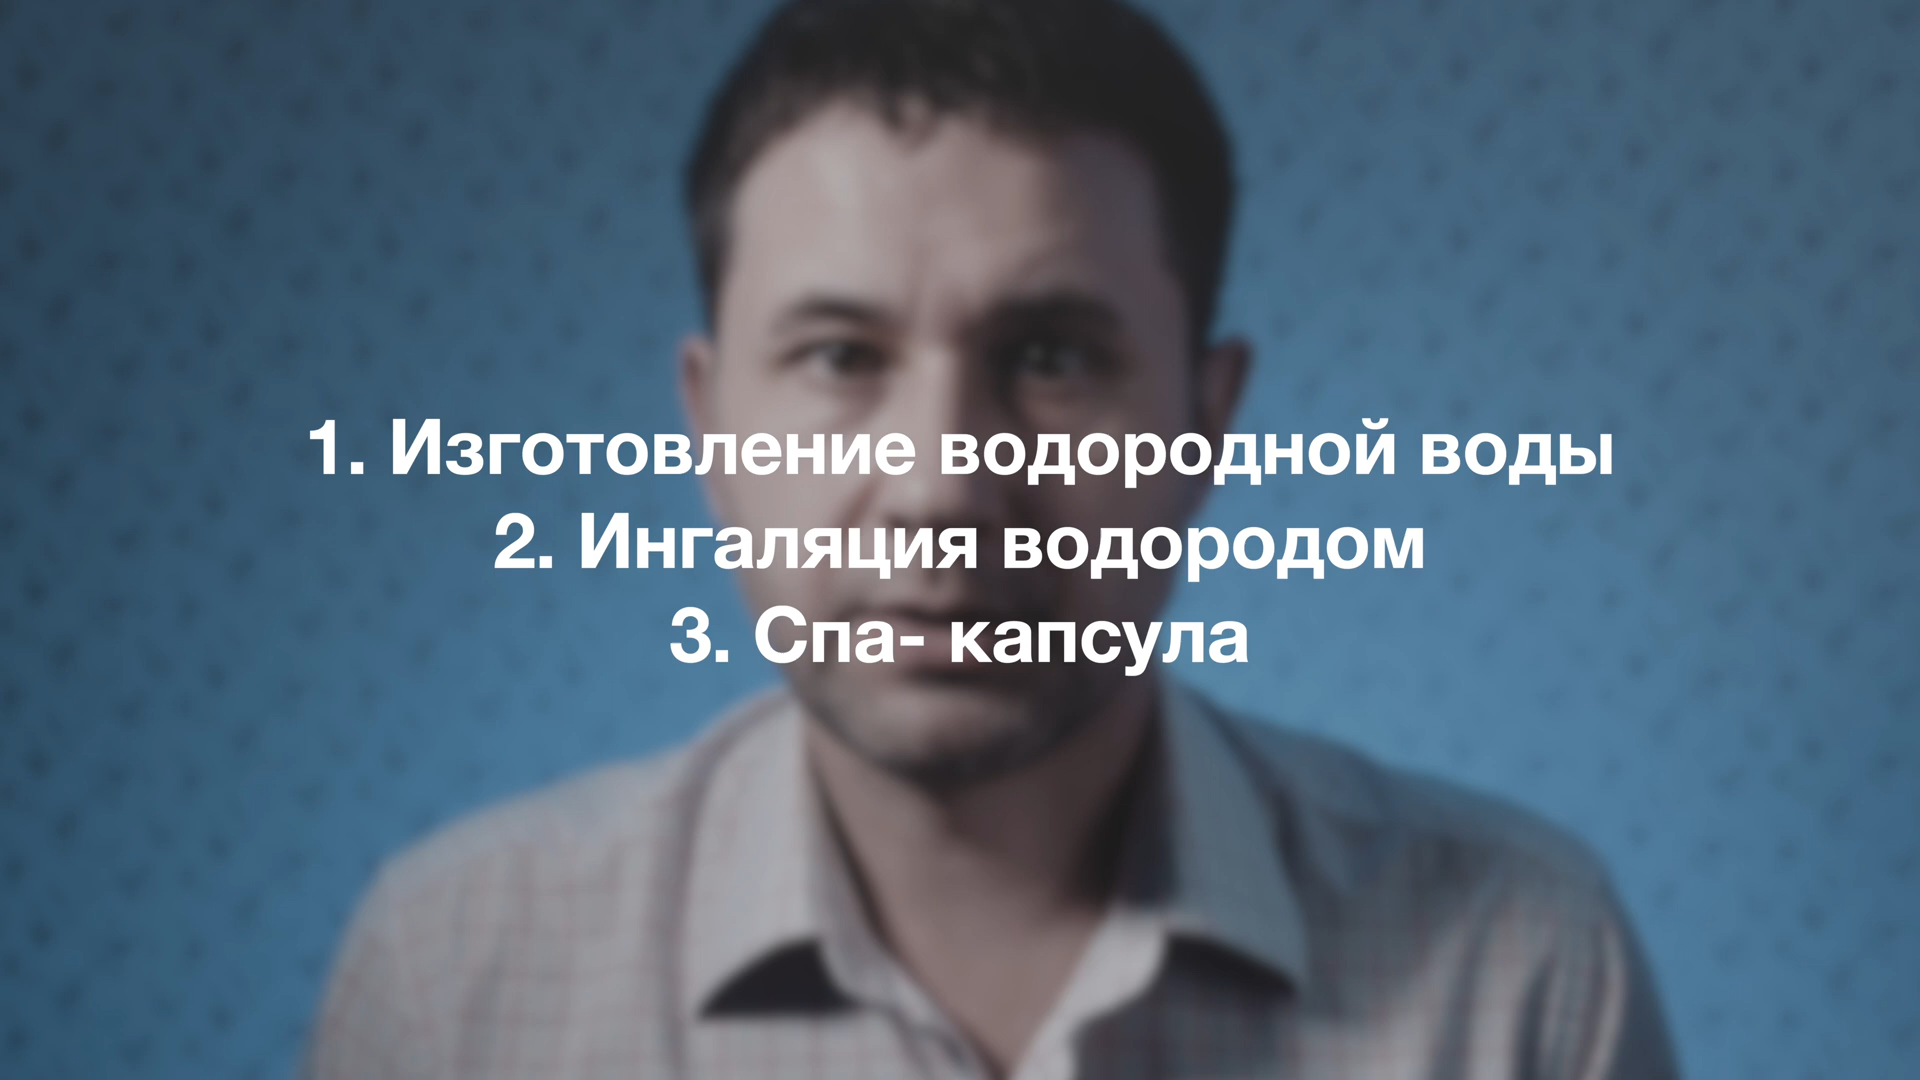 1. Изготовление водородной воды
2. Ингаляция водородом
3. Спа- капсула